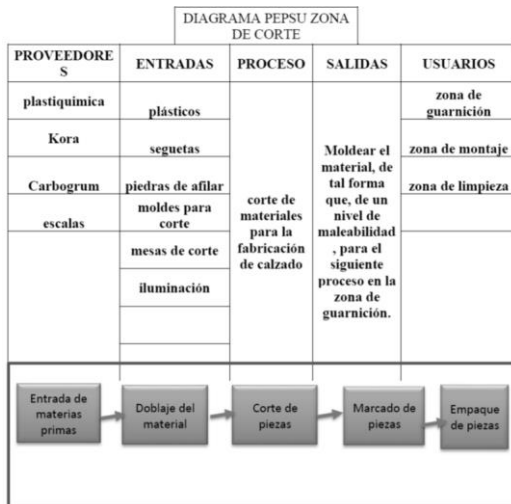 DIAGRAMA PEPSU ZONA
DE CORTE
PROVEEDORE
S
ENTRADAS
PROCESO
SALIDAS
USUARIOS
plastiquimica
Kora
Carbogrum
escalas
plásticos
seguetas
piedras de afilar
moldes para
corte
mesas de corte
iluminación
corte de
materiales
para la
fabricación
de calzado
Moldear el
material, de
tal forma
que, de un
nivel de
maleabilidad
, para el
siguiente
proceso en la
zona de
guarnición.
zona de
guarnición
zona de montaje
zona de limpieza
Entrada de
materias
primas
Doblaje del
material
Corte de
piezas
Marcado de
piezas
Empaque
de piezas